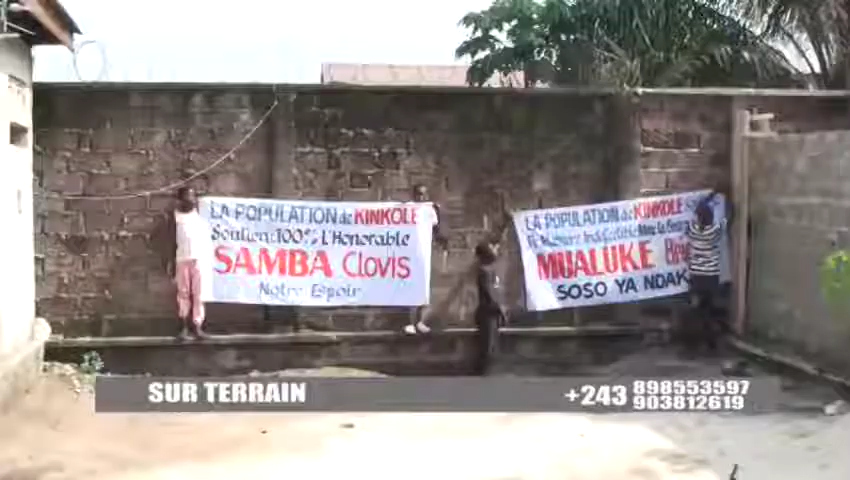 LA POPULATION de KINKOLE
Soutien 100% L'Honorable
SAMBA Clovis
Notre Espoir
LA POPULATION de KINKOLE
MUALUKE
SOSO YA NDAK
SUR TERRAIN
+243 898553597
903812619